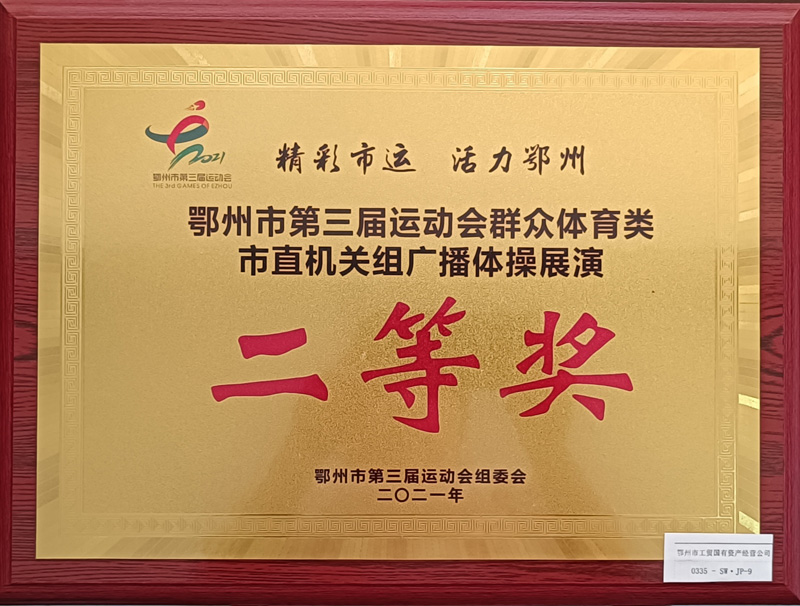 2021
鄂州市第三届运动会
THE 3rd GAMES OF EZHOU
精彩市运 活力鄂州
鄂州市第三届运动会群众体育类
市直机关组广播体操展演
二等奖
鄂州市第三届运动会组委会
二〇二一年
鄂州市工贸国有资产经营公司
0335 - SW·JP-9